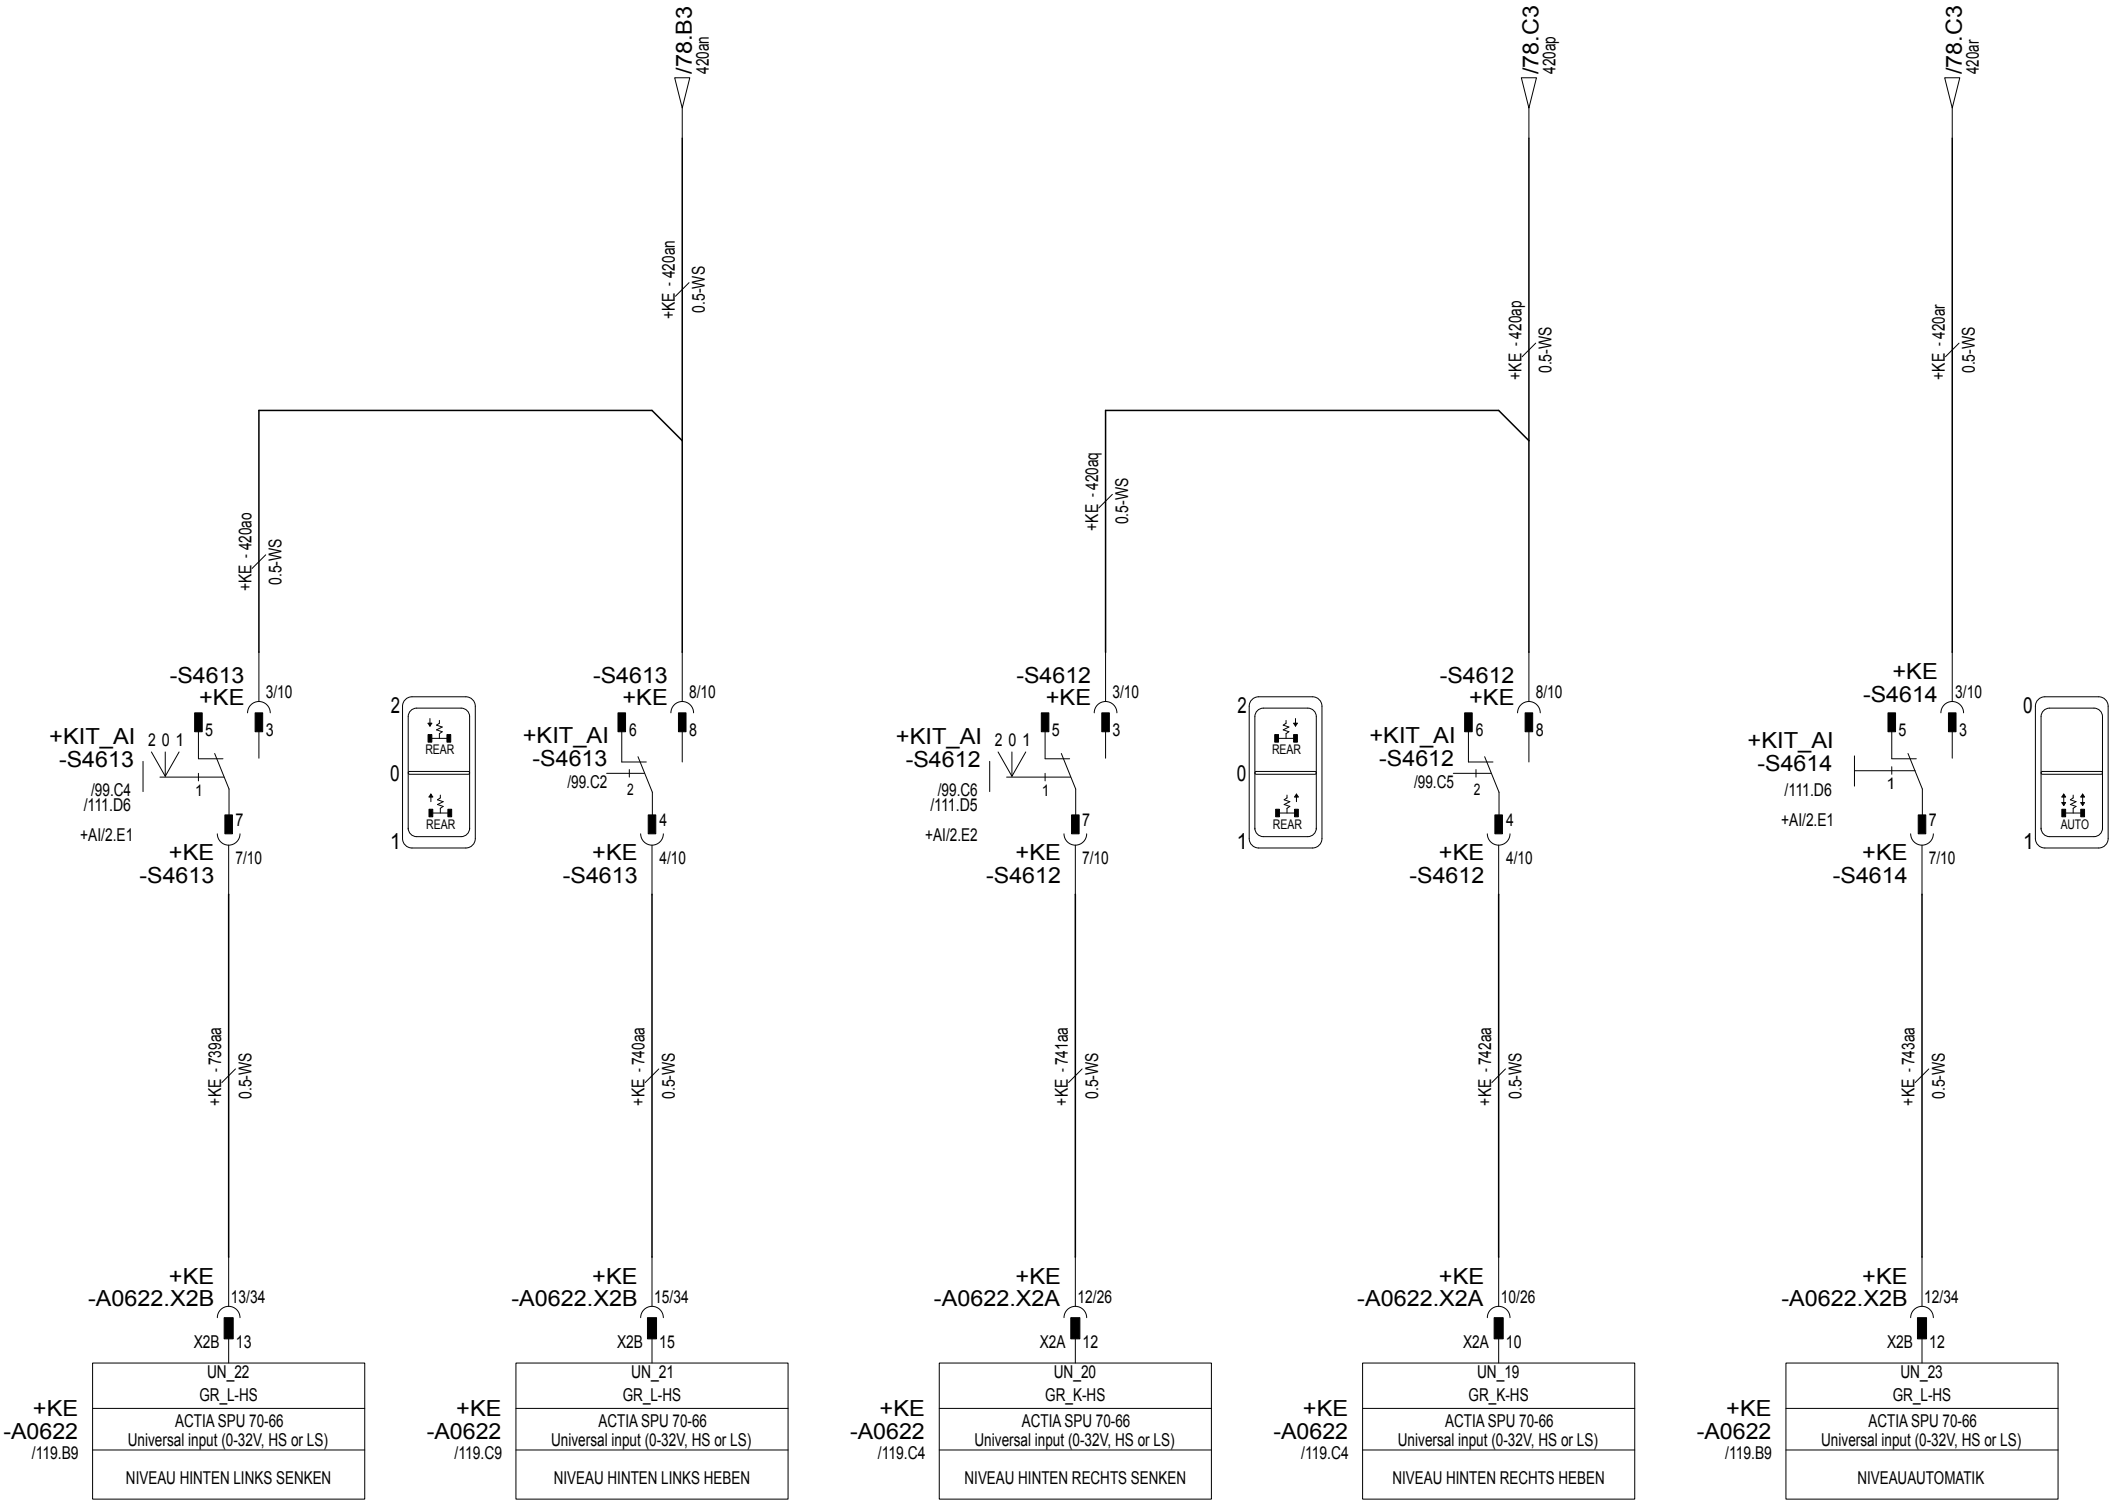 /78.B3
420an
/78.C3
420ap
/78.C3
420ar
+KE - 420an
0.5-WS
+KE - 420ap
0.5-WS
+KE - 420ar
0.5-WS
+KE - 420ao
0.5-WS
+KE - 420aq
0.5-WS
-S4613
+KE 3/10
5
3
+KIT_AI
-S4613
2 0 1
1
/99.C4
/111.D6
+AI/2.E1
7
+KE
-S4613
7/10
2
REAR
0
REAR
1
-S4613
+KE 8/10
6
8
+KIT_AI
-S4613
/99.C2
2
4
+KE
-S4613
4/10
-S4612
+KE 3/10
5
3
+KIT_AI
-S4612
2 0 1
1
/99.C6
/111.D5
+AI/2.E2
7
+KE
-S4612
7/10
2
REAR
0
REAR
1
-S4612
+KE 8/10
6
8
+KIT_AI
-S4612
/99.C5
2
4
+KE
-S4612
4/10
+KE
-S4614 3/10
5
3
+KIT_AI
-S4614
1
/111.D6
+AI/2.E1
7
+KE
-S4614
7/10
0
AUTO
1
+KE - 739aa
0.5-WS
+KE - 740aa
0.5-WS
+KE - 741aa
0.5-WS
+KE - 742aa
0.5-WS
+KE - 743aa
0.5-WS
+KE
-A0622.X2B 13/34
X2B 13
UN_22
GR_L-HS
ACTIA SPU 70-66
Universal input (0-32V, HS or LS)
NIVEAU HINTEN LINKS SENKEN
+KE
-A0622
/119.B9
+KE
-A0622.X2B 15/34
X2B 15
UN_21
GR_L-HS
ACTIA SPU 70-66
Universal input (0-32V, HS or LS)
NIVEAU HINTEN LINKS HEBEN
+KE
-A0622
/119.C9
+KE
-A0622.X2A 12/26
X2A 12
UN_20
GR_K-HS
ACTIA SPU 70-66
Universal input (0-32V, HS or LS)
NIVEAU HINTEN RECHTS SENKEN
+KE
-A0622
/119.C4
+KE
-A0622.X2A 10/26
X2A 10
UN_19
GR_K-HS
ACTIA SPU 70-66
Universal input (0-32V, HS or LS)
NIVEAU HINTEN RECHTS HEBEN
+KE
-A0622
/119.C4
+KE
-A0622.X2B 12/34
X2B 12
UN_23
GR_L-HS
ACTIA SPU 70-66
Universal input (0-32V, HS or LS)
NIVEAUAUTOMATIK
+KE
-A0622
/119.B9